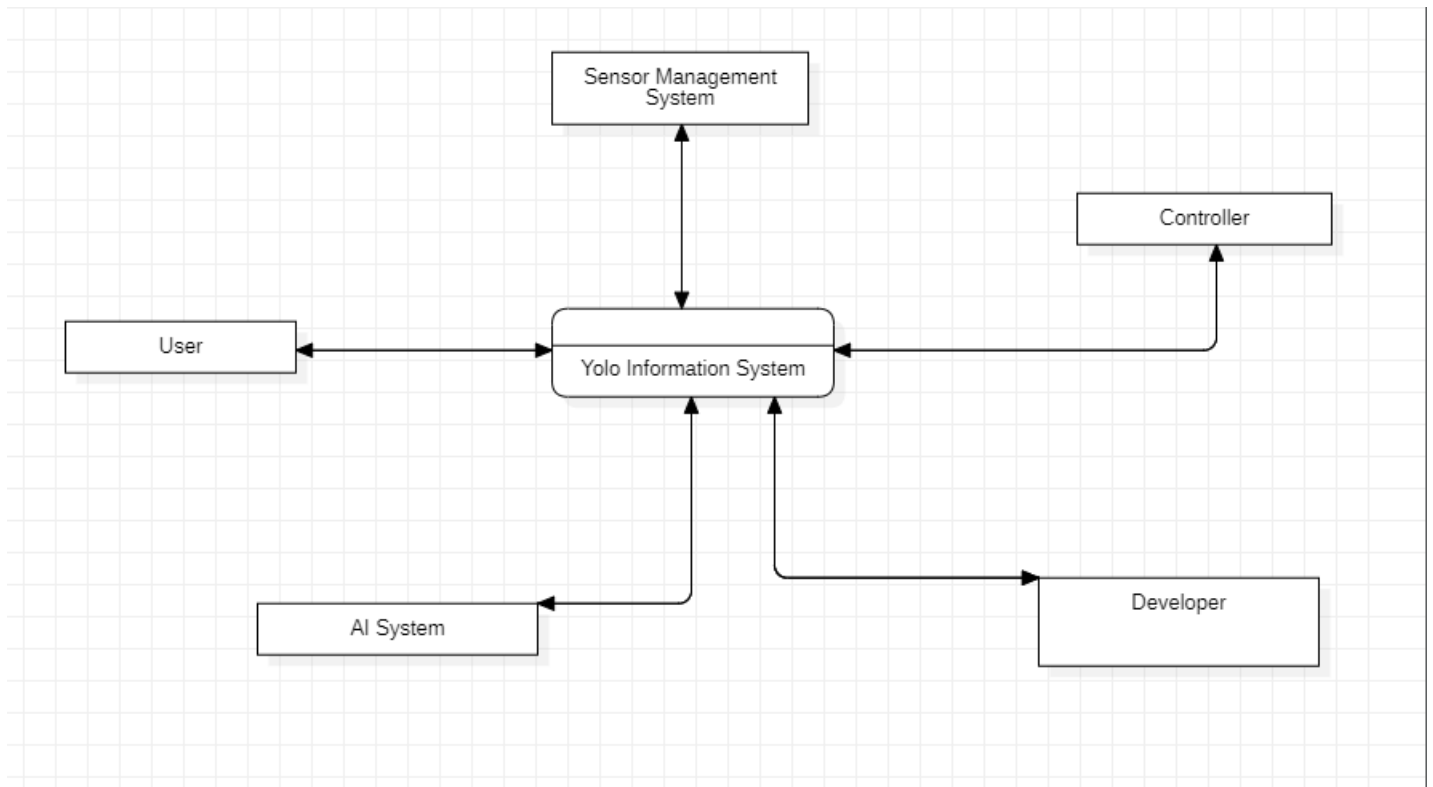 Sensor Management
System
Controller
User
Yolo Information System
AI System
Developer